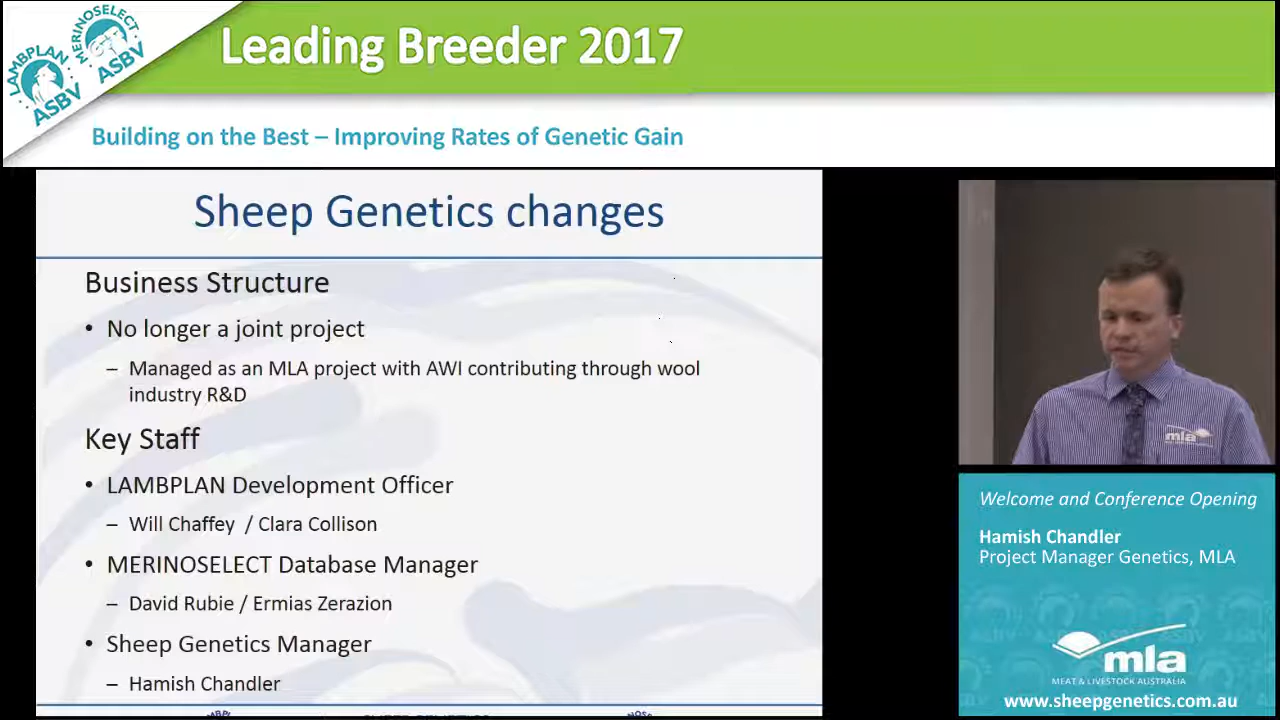 LAMBPLAN
ASBV
MERINOSELECT
ASBV
Leading Breeder 2017
Building on the Best – Improving Rates of Genetic Gain
Sheep Genetics changes
Business Structure
• No longer a joint project
– Managed as an MLA project with AWI contributing through wool
industry R&D
Key Staff
• LAMBPLAN Development Officer
– Will Chaffey / Clara Collison
• MERINOSELECT Database Manager
– David Rubie / Ermias Zerazion
• Sheep Genetics Manager
– Hamish Chandler
mla
Welcome and Conference Opening
Hamish Chandler
Project Manager Genetics, MLA
mla
MEAT & LIVESTOCK AUSTRALIA
www.sheepgenetics.com.au